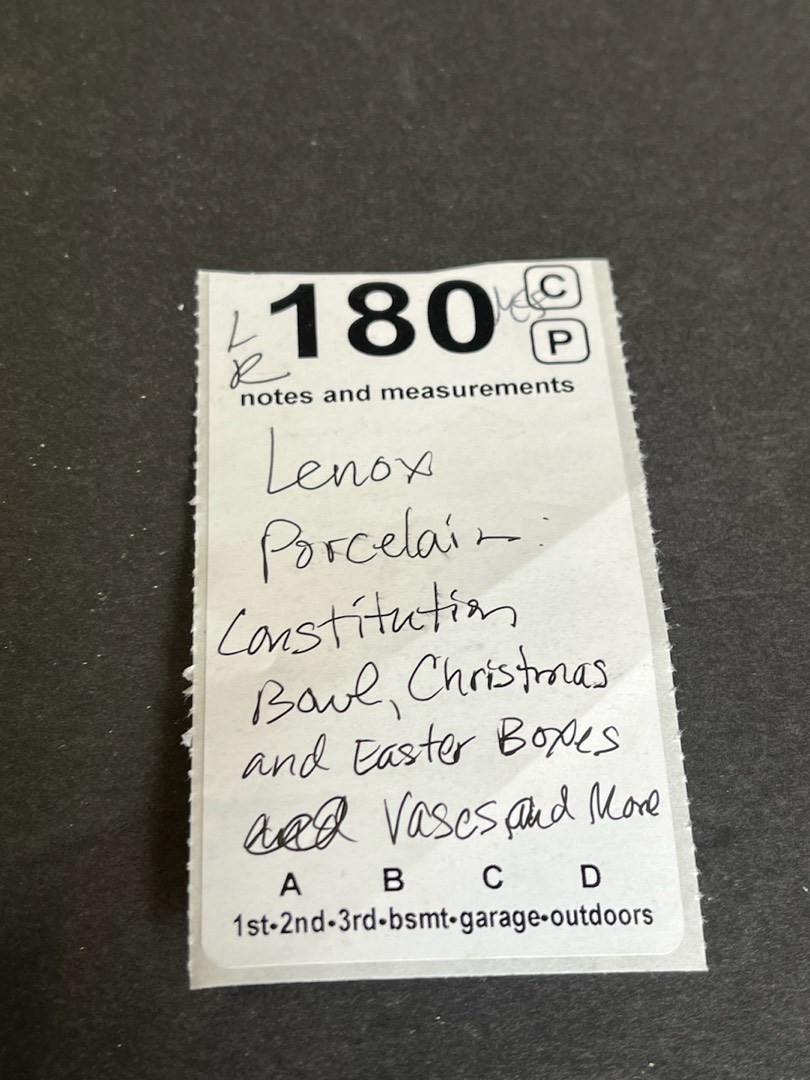 L R 180 C
P
notes and measurements
Lenox
Porcelain:
Constitution
Bowl, Christmas
and Easter Boxes
Vases, and More
A B C D
1st•2nd•3rd•bsmt•garage•outdoors